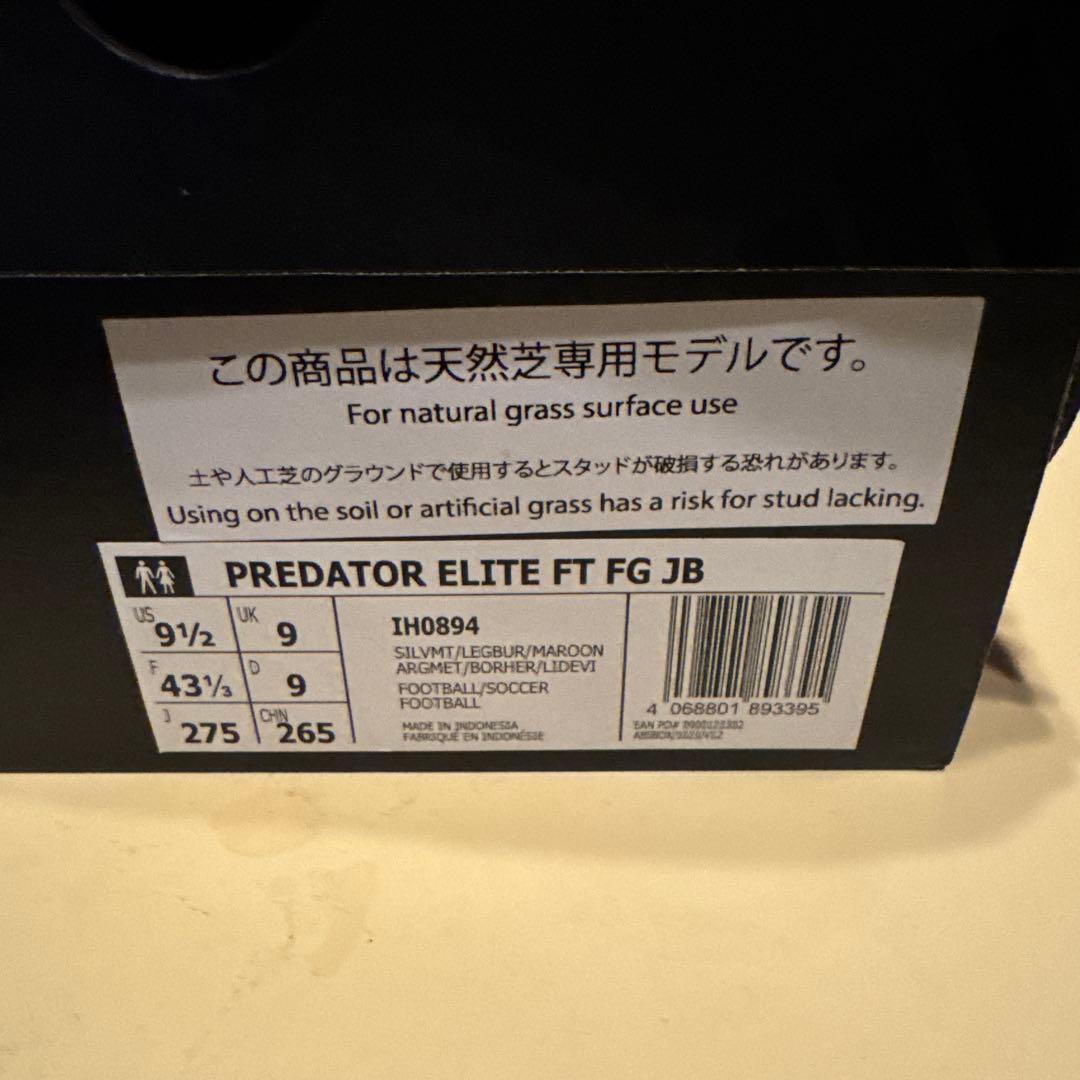 この商品は天然芝専用モデルです。
For natural grass surface use
土や人工芝のグラウンドで使用するとスタッドが破損する恐れがあります。
Using on the soil or artificial grass has a risk for stud lacking.
PREDATOR ELITE FT FG JB
US 9½ UK 9
F 43⅓ D 9
J 275 CHN 265
IH0894
SILVMT/LEGBUR/MAROON
ARGMET/BORHER/LIDEVI
FOOTBALL/SOCCER
FOOTBALL
MADE IN INDONESIA
FABRIQUÉ EN INDONÉSIE
4 068801 893395
EAN PO#